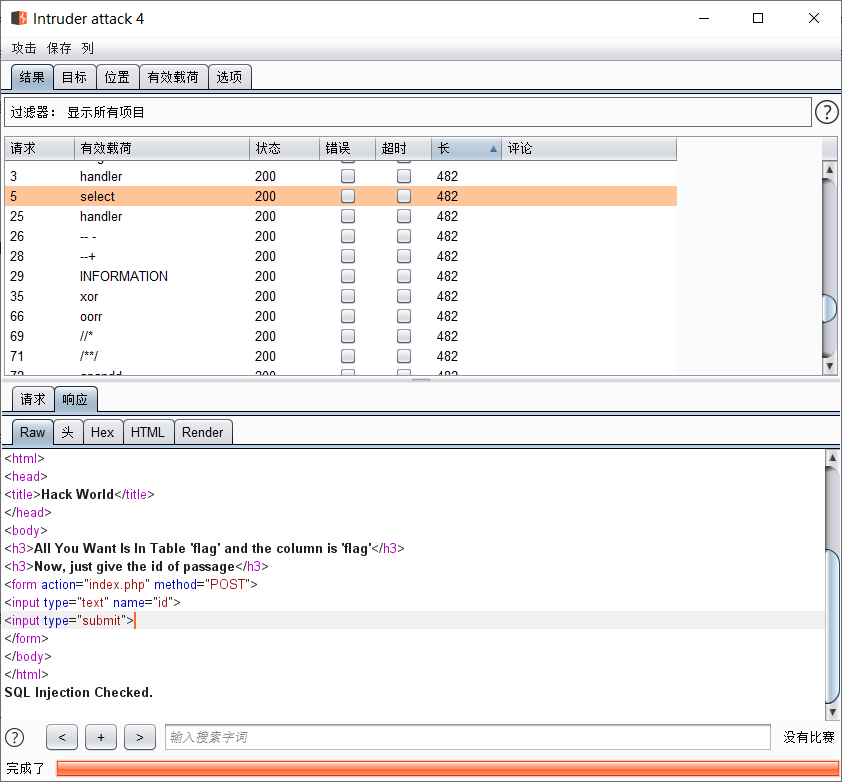 Intruder attack 4
攻击 保存 列
结果 目标 位置 有效载荷 选项
过滤器： 显示所有项目 ?
请求 有效载荷 状态 错误 超时 长 评论
3 handler 200 482
5 select 200 482
25 handler 200 482
26 -- - 200 482
28 --+ 200 482
29 INFORMATION 200 482
35 xor 200 482
66 oorr 200 482
69 //* 200 482
71 /**/ 200 482
请求 响应
Raw 头 Hex HTML Render
<html>
<head>
<title>Hack World</title>
</head>
<body>
<h3>All You Want Is In Table 'flag' and the column is 'flag'</h3>
<h3>Now, just give the id of passage</h3>
<form action="index.php" method="POST">
<input type="text" name="id">
<input type="submit">
</form>
</body>
</html>
SQL Injection Checked.
? < + > 输入搜索字词 没有比赛
完成了